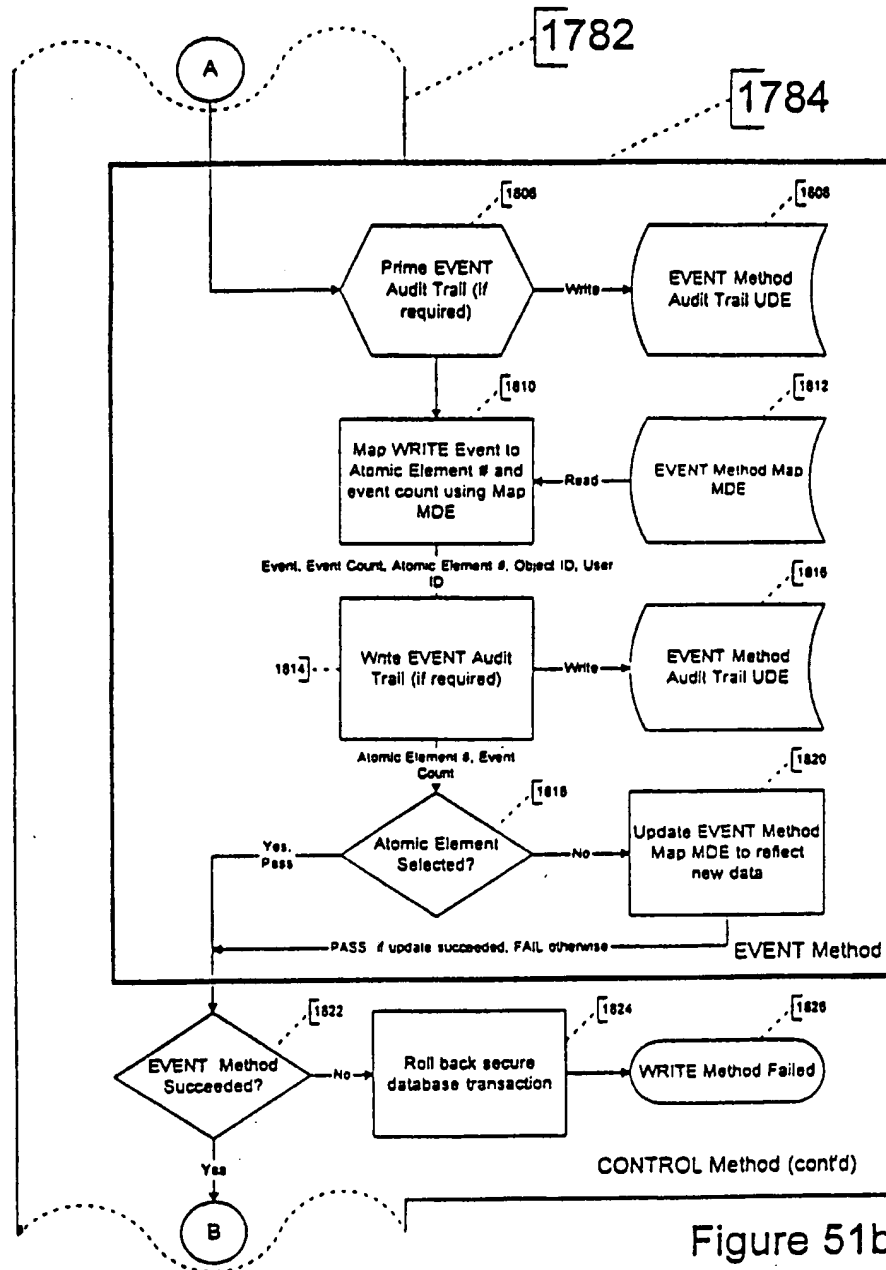 1782
A
1784
1806
1808
Prime EVENT
Audit Trail (if
required)
Write
EVENT Method
Audit Trail UDE
1810
1812
Map WRITE Event to
Atomic Element # and
event count using Map
MDE
Read
EVENT Method Map
MDE
Event, Event Count, Atomic Element #, Object ID, User
ID
1816
1814
Write EVENT Audit
Trail (if required)
Write
EVENT Method
Audit Trail UDE
Atomic Element #, Event
Count
1818
1820
Yes,
Pass
Atomic Element
Selected?
No
Update EVENT Method
Map MDE to reflect
new data
PASS if update succeeded, FAIL otherwise
EVENT Method
1822
1824
1826
EVENT Method
Succeeded?
No
Roll back secure
database transaction
WRITE Method Failed
Yes
CONTROL Method (cont'd)
B
Figure 51b